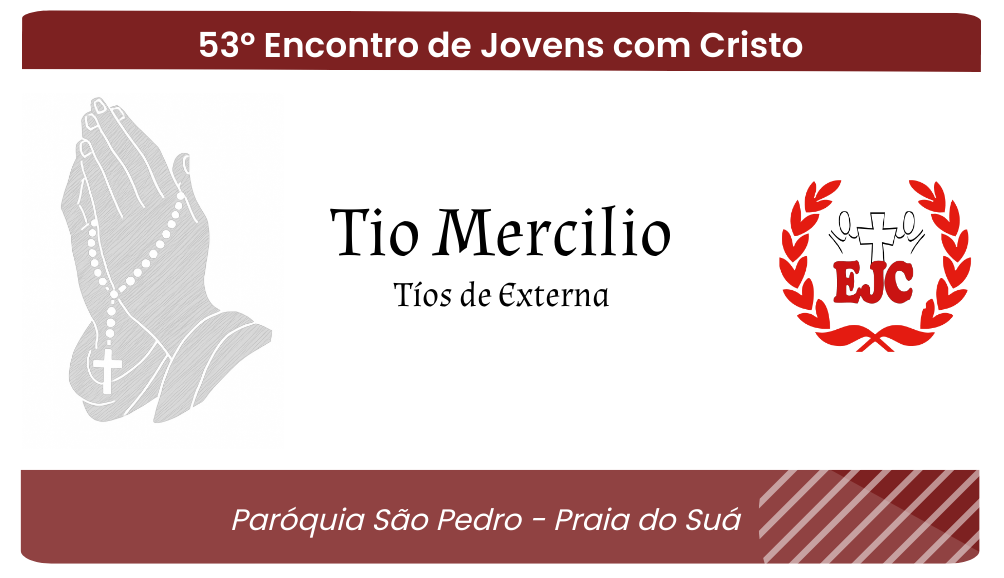 53º Encontro de Jovens com Cristo
Tio Mercilio
Tíos de Externa
EJC
Paróquia São Pedro - Praia do Suá